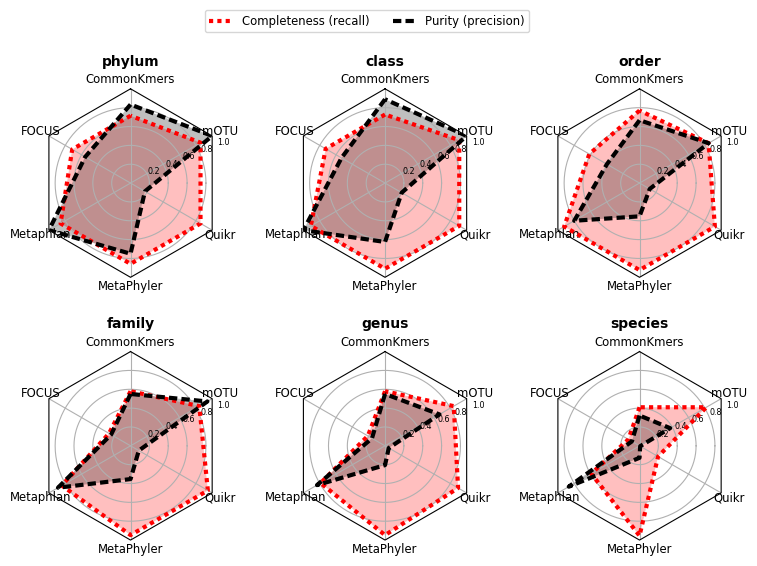 Completeness (recall) Purity (precision)
phylum class order
CommonKmers CommonKmers CommonKmers
FOCUS mOTU FOCUS mOTU FOCUS mOTU
0.2 0.4 0.6 0.8 1.0 0.2 0.4 0.6 0.8 1.0 0.2 0.4 0.6 0.8 1.0
Metaphlan Quikr Metaphlan Quikr Metaphlan Quikr
MetaPhyler MetaPhyler MetaPhyler
family genus species
CommonKmers CommonKmers CommonKmers
FOCUS mOTU FOCUS mOTU FOCUS mOTU
0.2 0.4 0.6 0.8 1.0 0.2 0.4 0.6 0.8 1.0 0.2 0.4 0.6 0.8 1.0
Metaphlan Quikr Metaphlan Quikr Metaphlan Quikr
MetaPhyler MetaPhyler MetaPhyler